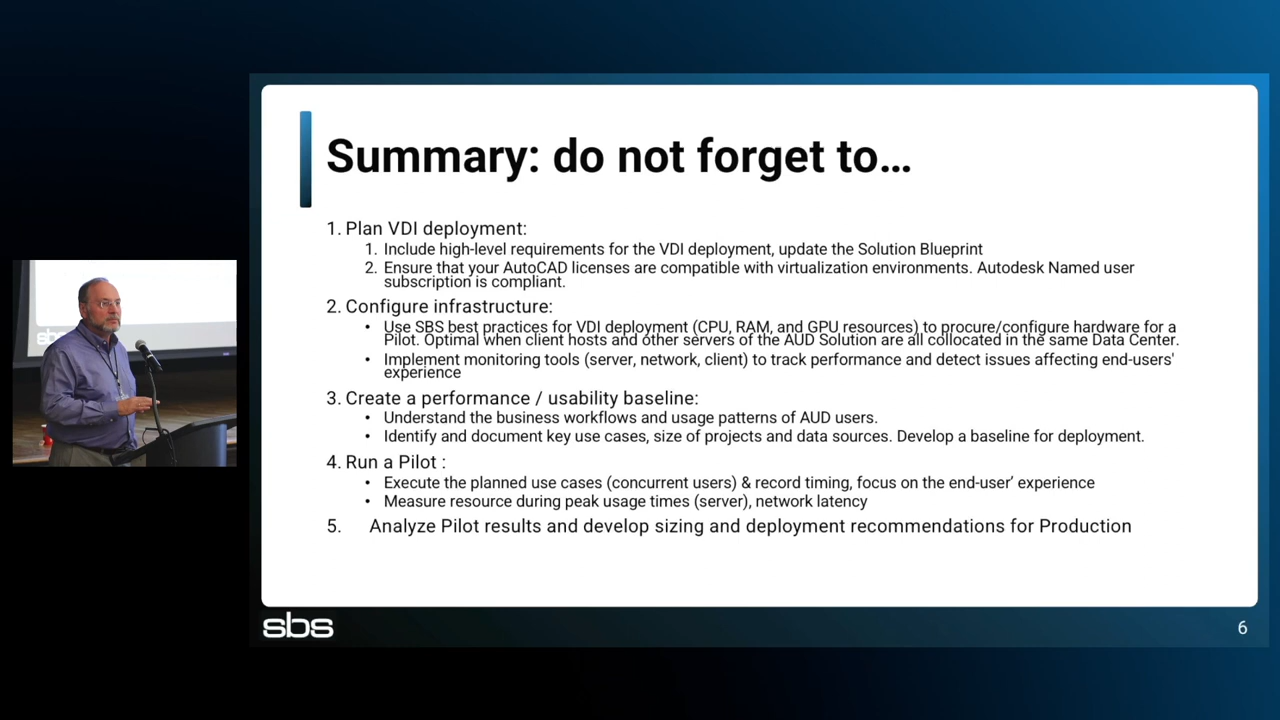 Summary: do not forget to…
1. Plan VDI deployment:
1. Include high-level requirements for the VDI deployment, update the Solution Blueprint
2. Ensure that your AutoCAD licenses are compatible with virtualization environments. Autodesk Named user
subscription is compliant.
2. Configure infrastructure:
• Use SBS best practices for VDI deployment (CPU, RAM, and GPU resources) to procure/configure hardware for a
Pilot. Optimal when client hosts and other servers of the AUD Solution are all collocated in the same Data Center.
• Implement monitoring tools (server, network, client) to track performance and detect issues affecting end-users'
experience
3. Create a performance / usability baseline:
• Understand the business workflows and usage patterns of AUD users.
• Identify and document key use cases, size of projects and data sources. Develop a baseline for deployment.
4. Run a Pilot :
• Execute the planned use cases (concurrent users) & record timing, focus on the end-user’ experience
• Measure resource during peak usage times (server), network latency
5. Analyze Pilot results and develop sizing and deployment recommendations for Production
sbs
6
sbs